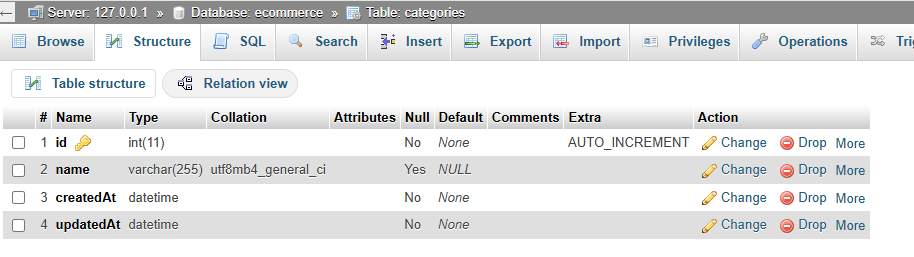 ← Server: 127.0.0.1 » Database: ecommerce » Table: categories
Browse Structure SQL Search Insert Export Import Privileges Operations
Table structure Relation view
# Name Type Collation Attributes Null Default Comments Extra Action
1 id int(11) No None AUTO_INCREMENT Change Drop More
2 name varchar(255) utf8mb4_general_ci Yes NULL Change Drop More
3 createdAt datetime No None Change Drop More
4 updatedAt datetime No None Change Drop More